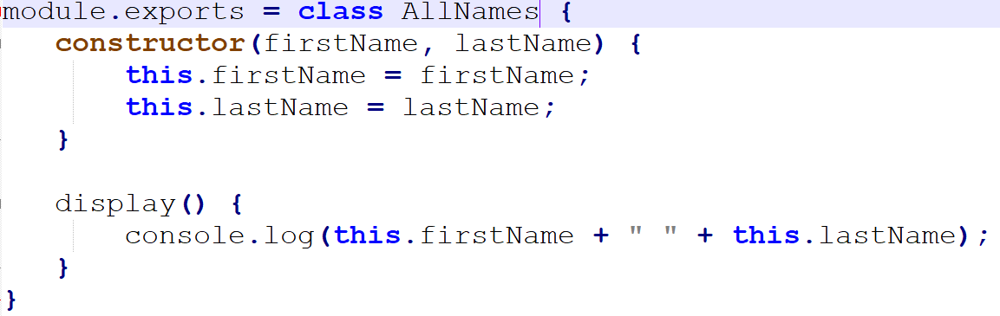 module.exports = class AllNames {
    constructor(firstName, lastName) {
        this.firstName = firstName;
        this.lastName = lastName;
    }

    display() {
        console.log(this.firstName + " " + this.lastName);
    }
}